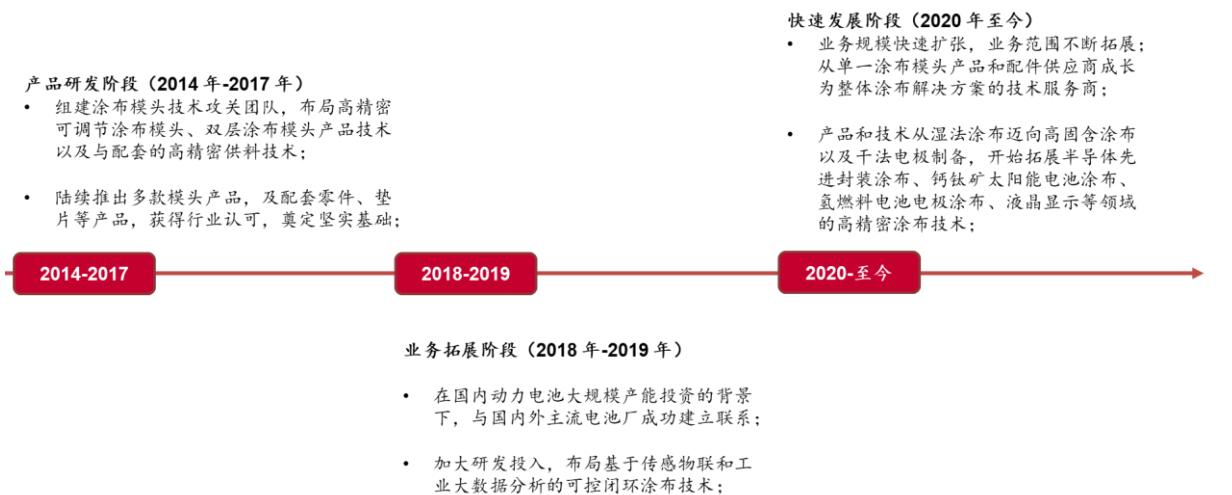 产品研发阶段（2014 年-2017 年）
• 组建涂布模头技术攻关团队，布局高精密
可调节涂布模头、双层涂布模头产品技术
以及与配套的高精密供料技术；
• 陆续推出多款模头产品，及配套零件、垫
片等产品，获得行业认可，奠定坚实基础；
快速发展阶段（2020 年至今）
• 业务规模快速扩张，业务范围不断拓展；
从单一涂布模头产品和配件供应商成长
为整体涂布解决方案的技术服务商；
• 产品和技术从湿法涂布迈向高固含涂布
以及干法电极制备，开始拓展半导体先
进封装涂布、钙钛矿太阳能电池涂布、
氢燃料电池电极涂布、液晶显示等领域
的高精密涂布技术；
2014-2017
2018-2019
2020-至今
业务拓展阶段（2018 年-2019 年）
• 在国内动力电池大规模产能投资的背景
下，与国内外主流电池厂成功建立联系；
• 加大研发投入，布局基于传感物联和工
业大数据分析的可控闭环涂布技术；